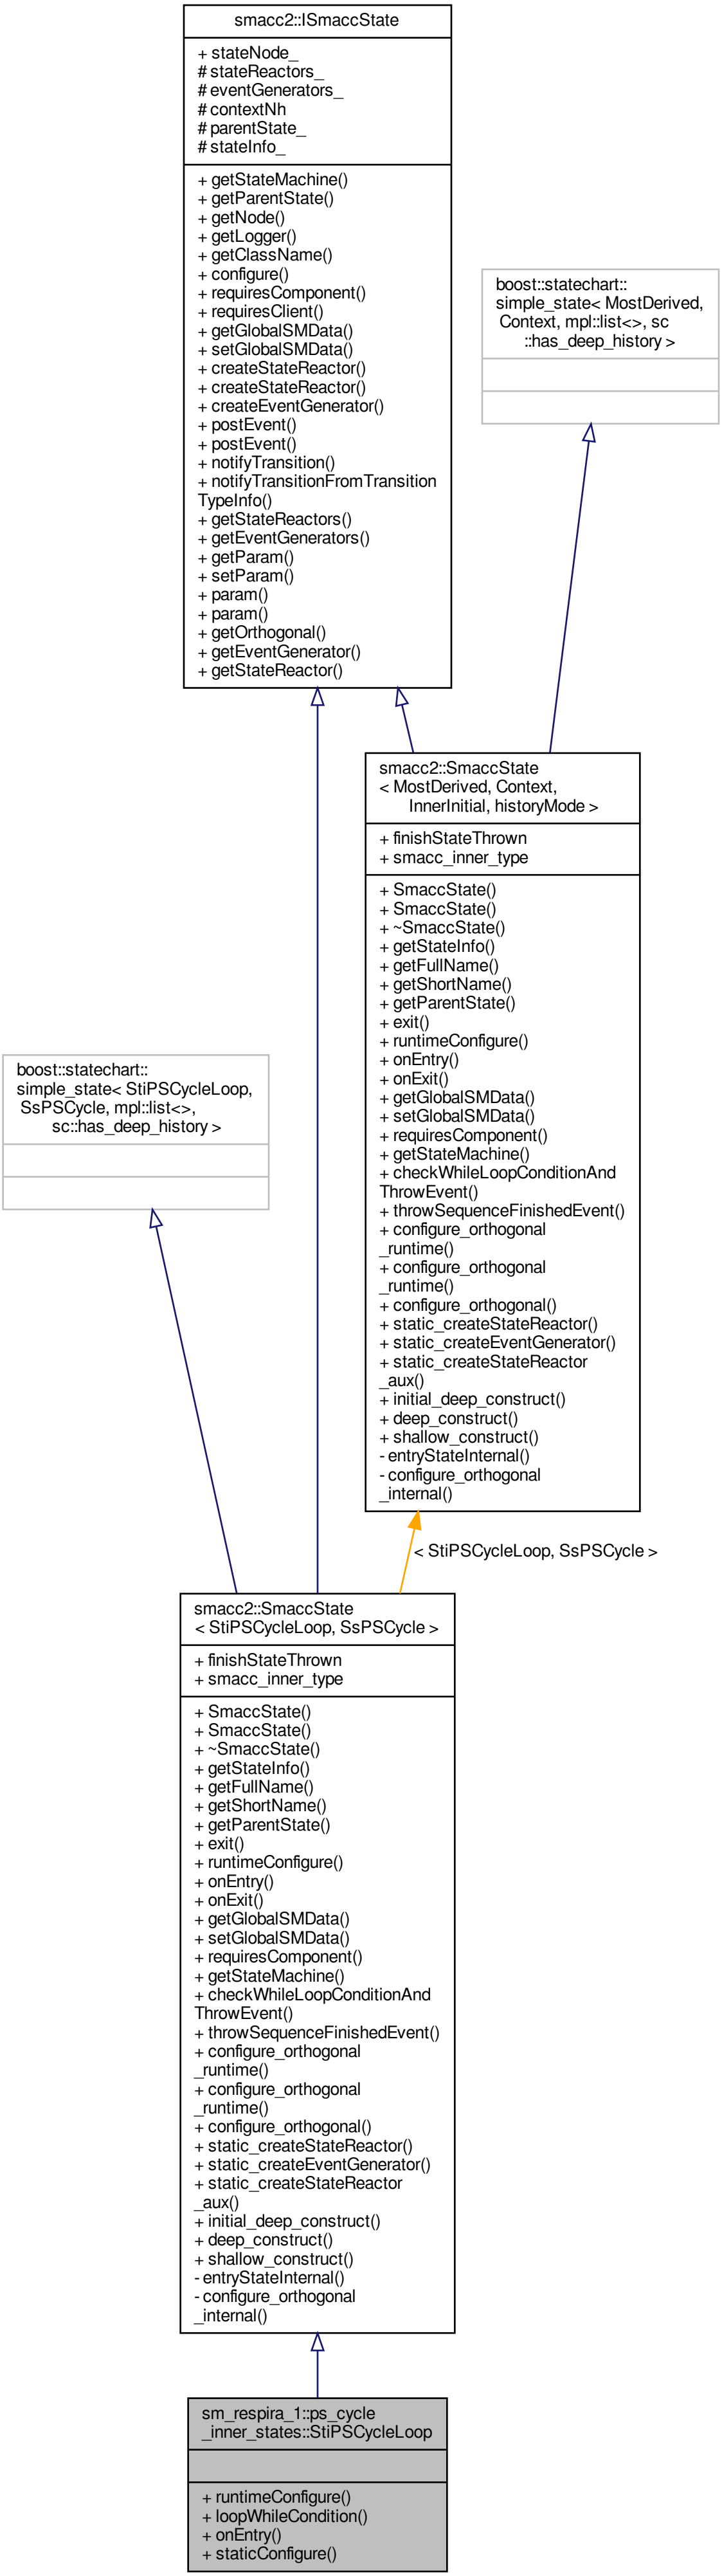 smacc2::ISmaccState
+ stateNode_
# stateReactors_
# eventGenerators_
# contextNh
# parentState_
# stateInfo_
+ getStateMachine()
+ getParentState()
+ getNode()
+ getLogger()
+ getClassName()
+ configure()
+ requiresComponent()
+ requiresClient()
+ getGlobalSMData()
+ setGlobalSMData()
+ createStateReactor()
+ createStateReactor()
+ createEventGenerator()
+ postEvent()
+ postEvent()
+ notifyTransition()
+ notifyTransitionFromTransition
TypeInfo()
+ getStateReactors()
+ getEventGenerators()
+ getParam()
+ setParam()
+ param()
+ param()
+ getOrthogonal()
+ getEventGenerator()
+ getStateReactor()
boost::statechart::
simple_state< MostDerived,
Context, mpl::list<>, sc
::has_deep_history >
smacc2::SmaccState
< MostDerived, Context,
InnerInitial, historyMode >
+ finishStateThrown
+ smacc_inner_type
+ SmaccState()
+ SmaccState()
+ ~SmaccState()
+ getStateInfo()
+ getFullName()
+ getShortName()
+ getParentState()
+ exit()
+ runtimeConfigure()
+ onEntry()
+ onExit()
+ getGlobalSMData()
+ setGlobalSMData()
+ requiresComponent()
+ getStateMachine()
+ checkWhileLoopConditionAnd
ThrowEvent()
+ throwSequenceFinishedEvent()
+ configure_orthogonal
_runtime()
+ configure_orthogonal
_runtime()
+ configure_orthogonal()
+ static_createStateReactor()
+ static_createEventGenerator()
+ static_createStateReactor
_aux()
+ initial_deep_construct()
+ deep_construct()
+ shallow_construct()
- entryStateInternal()
- configure_orthogonal
_internal()
boost::statechart::
simple_state< StiPSCycleLoop,
SsPSCycle, mpl::list<>,
sc::has_deep_history >
< StiPSCycleLoop, SsPSCycle >
smacc2::SmaccState
< StiPSCycleLoop, SsPSCycle >
+ finishStateThrown
+ smacc_inner_type
+ SmaccState()
+ SmaccState()
+ ~SmaccState()
+ getStateInfo()
+ getFullName()
+ getShortName()
+ getParentState()
+ exit()
+ runtimeConfigure()
+ onEntry()
+ onExit()
+ getGlobalSMData()
+ setGlobalSMData()
+ requiresComponent()
+ getStateMachine()
+ checkWhileLoopConditionAnd
ThrowEvent()
+ throwSequenceFinishedEvent()
+ configure_orthogonal
_runtime()
+ configure_orthogonal
_runtime()
+ configure_orthogonal()
+ static_createStateReactor()
+ static_createEventGenerator()
+ static_createStateReactor
_aux()
+ initial_deep_construct()
+ deep_construct()
+ shallow_construct()
- entryStateInternal()
- configure_orthogonal
_internal()
sm_respira_1::ps_cycle
_inner_states::StiPSCycleLoop
+ runtimeConfigure()
+ loopWhileCondition()
+ onEntry()
+ staticConfigure()